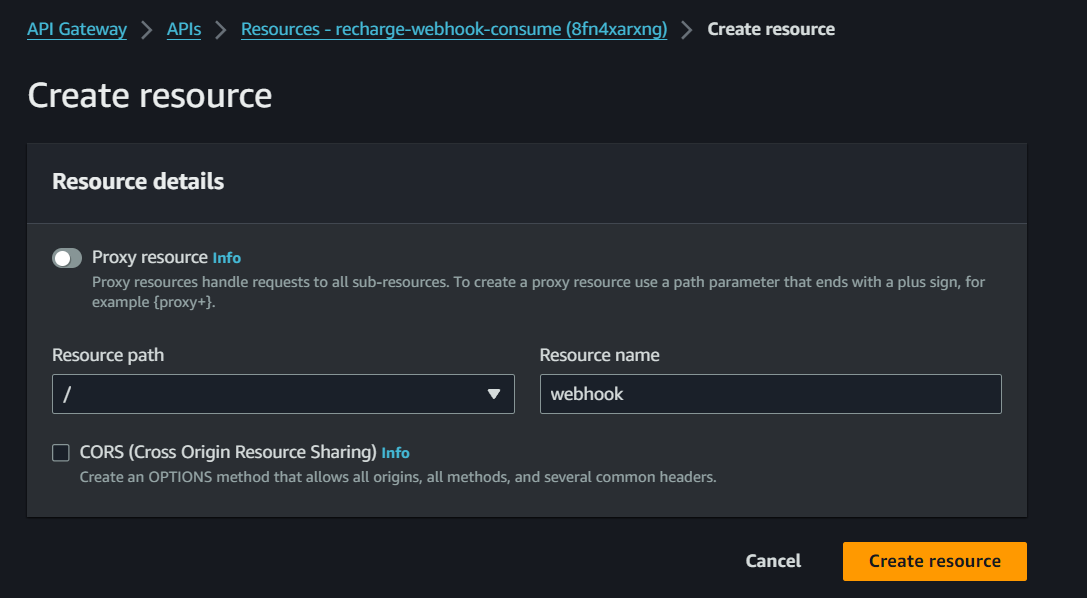 API Gateway > APIs > Resources - recharge-webhook-consume (8fn4xarxng) > Create resource
Create resource
Resource details
Proxy resource Info
Proxy resources handle requests to all sub-resources. To create a proxy resource use a path parameter that ends with a plus sign, for
example {proxy+}.
Resource path
/
Resource name
webhook
CORS (Cross Origin Resource Sharing) Info
Create an OPTIONS method that allows all origins, all methods, and several common headers.
Cancel
Create resource